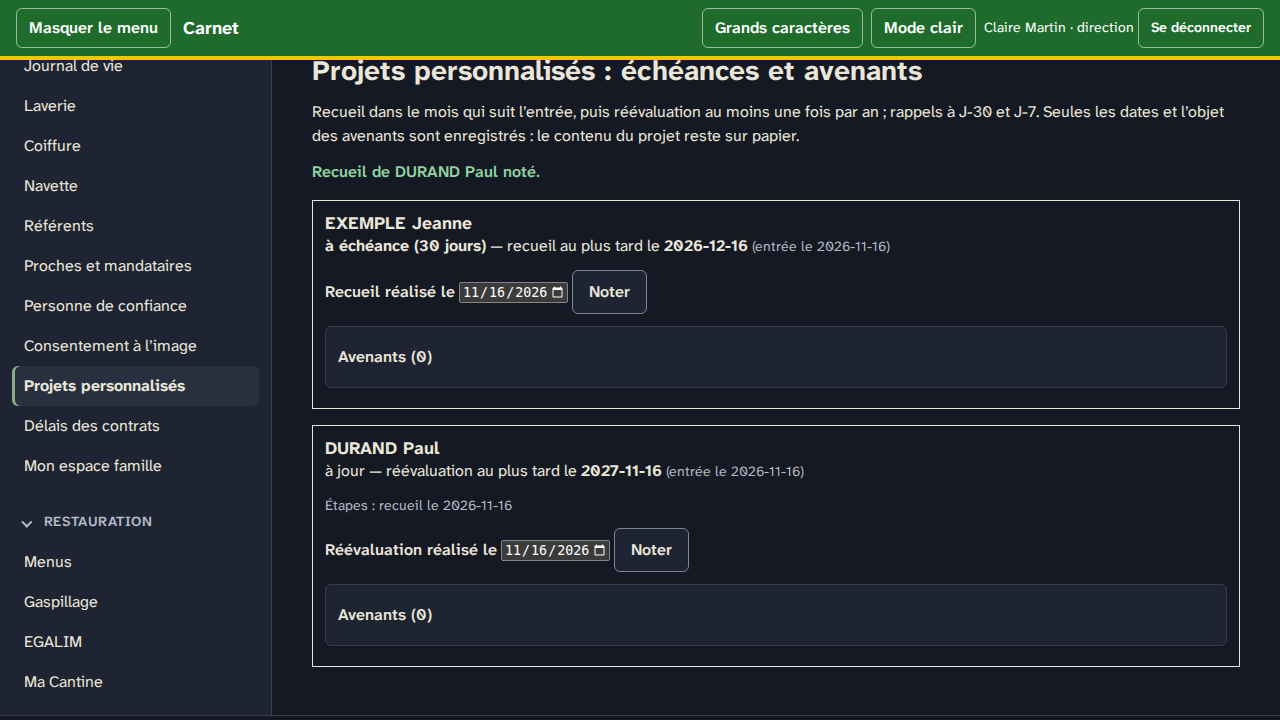 Masquer le menu
Carnet
Grands caractères
Mode clair
Claire Martin · direction
Se déconnecter
Journal de vie
Laverie
Coiffure
Navette
Référents
Proches et mandataires
Personne de confiance
Consentement à l’image
Projets personnalisés
Délais des contrats
Mon espace famille
RESTAURATION
Menus
Gaspillage
EGALIM
Ma Cantine
Projets personnalisés : échéances et avenants
Recueil dans le mois qui suit l’entrée, puis réévaluation au moins une fois par an ; rappels à J-30 et J-7. Seules les dates et l’objet
des avenants sont enregistrés : le contenu du projet reste sur papier.
Recueil de DURAND Paul noté.
EXEMPLE Jeanne
à échéance (30 jours) — recueil au plus tard le 2026-12-16 (entrée le 2026-11-16)
Recueil réalisé le 11/16/2026 Noter
Avenants (0)
DURAND Paul
à jour — réévaluation au plus tard le 2027-11-16 (entrée le 2026-11-16)
Étapes : recueil le 2026-11-16
Réévaluation réalisé le 11/16/2026 Noter
Avenants (0)